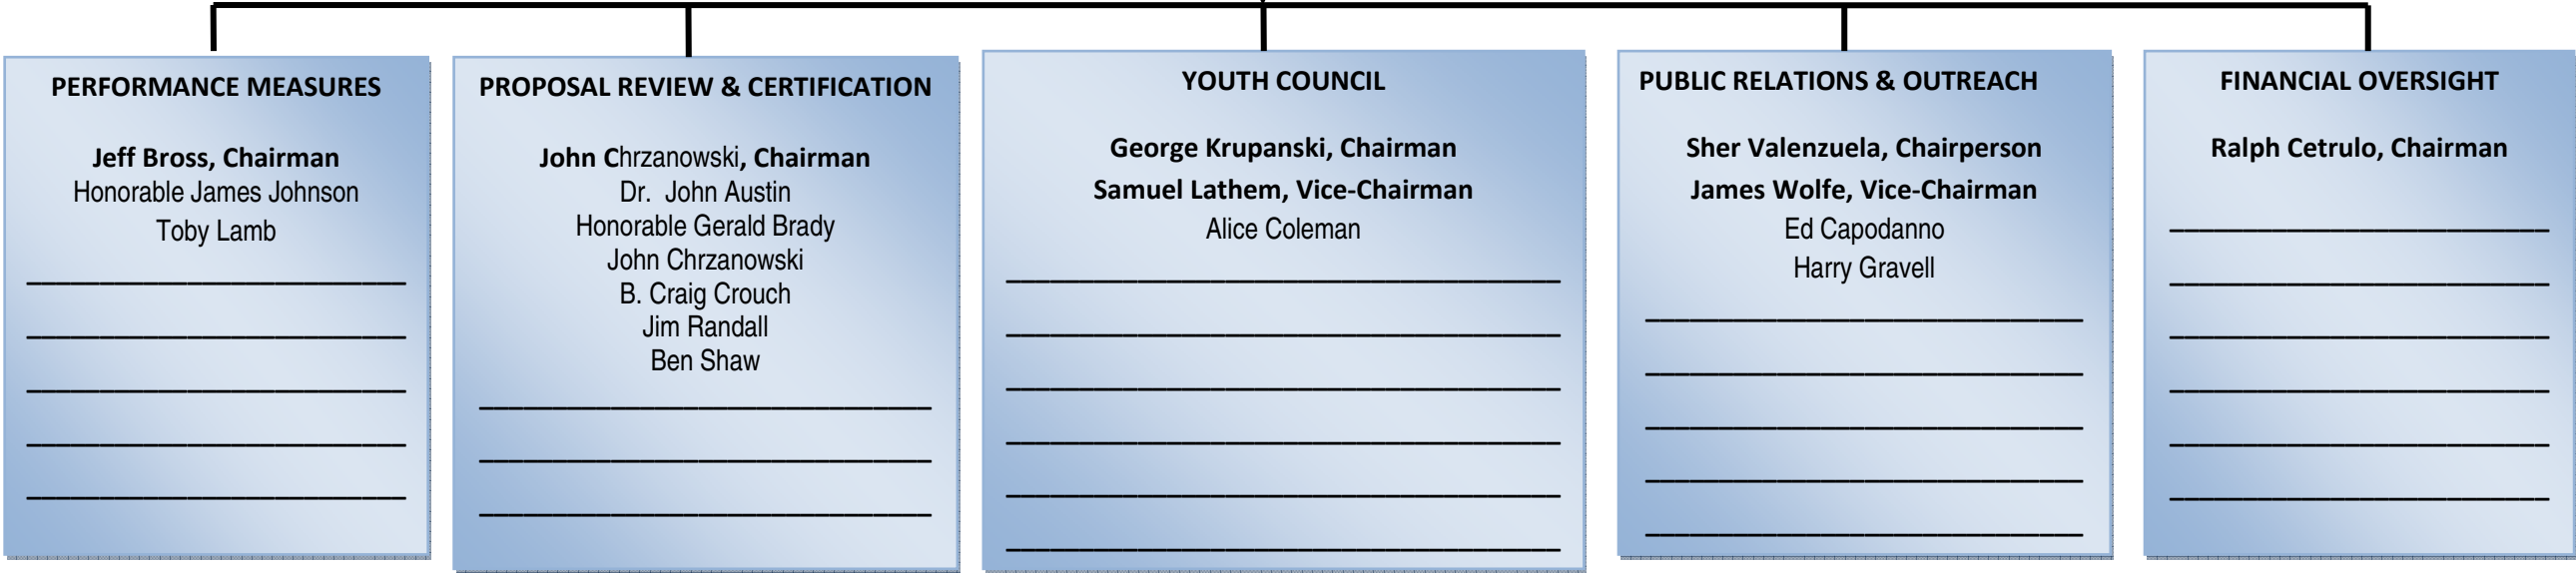 PERFORMANCE MEASURES
Jeff Bross, Chairman
Honorable James Johnson
Toby Lamb
PROPOSAL REVIEW & CERTIFICATION
John Chrzanowski, Chairman
Dr. John Austin
Honorable Gerald Brady
John Chrzanowski
B. Craig Crouch
Jim Randall
Ben Shaw
YOUTH COUNCIL
George Krupanski, Chairman
Samuel Lathem, Vice-Chairman
Alice Coleman
PUBLIC RELATIONS & OUTREACH
Sher Valenzuela, Chairperson
James Wolfe, Vice-Chairman
Ed Capodanno
Harry Gravell
FINANCIAL OVERSIGHT
Ralph Cetrulo, Chairman